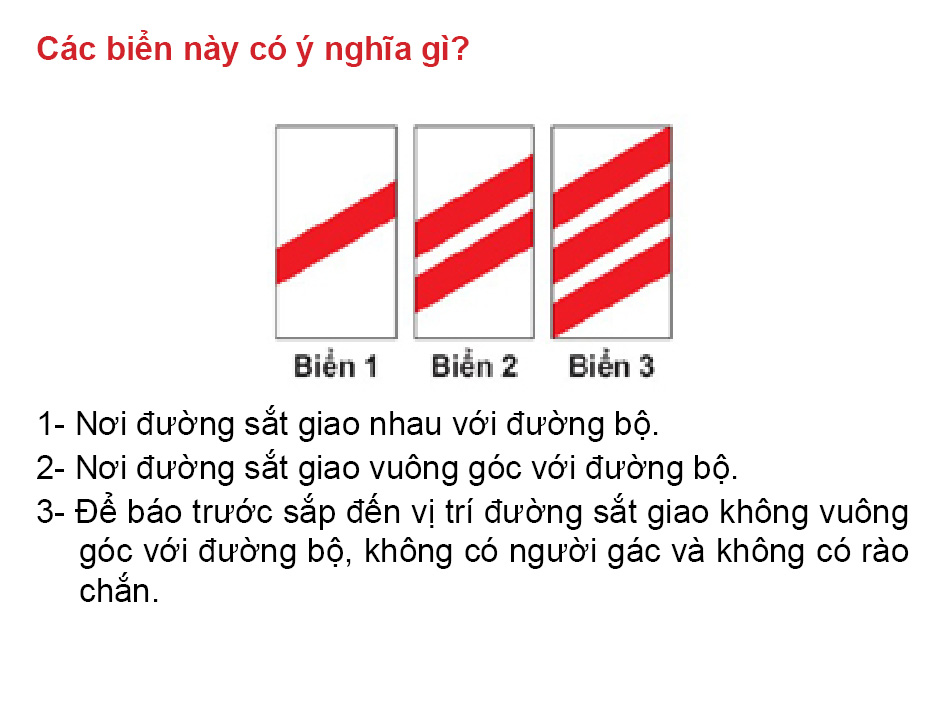 Các biển này có ý nghĩa gì?
Biển 1 Biển 2 Biển 3
1- Nơi đường sắt giao nhau với đường bộ.
2- Nơi đường sắt giao vuông góc với đường bộ.
3- Để báo trước sắp đến vị trí đường sắt giao không vuông
góc với đường bộ, không có người gác và không có rào
chắn.